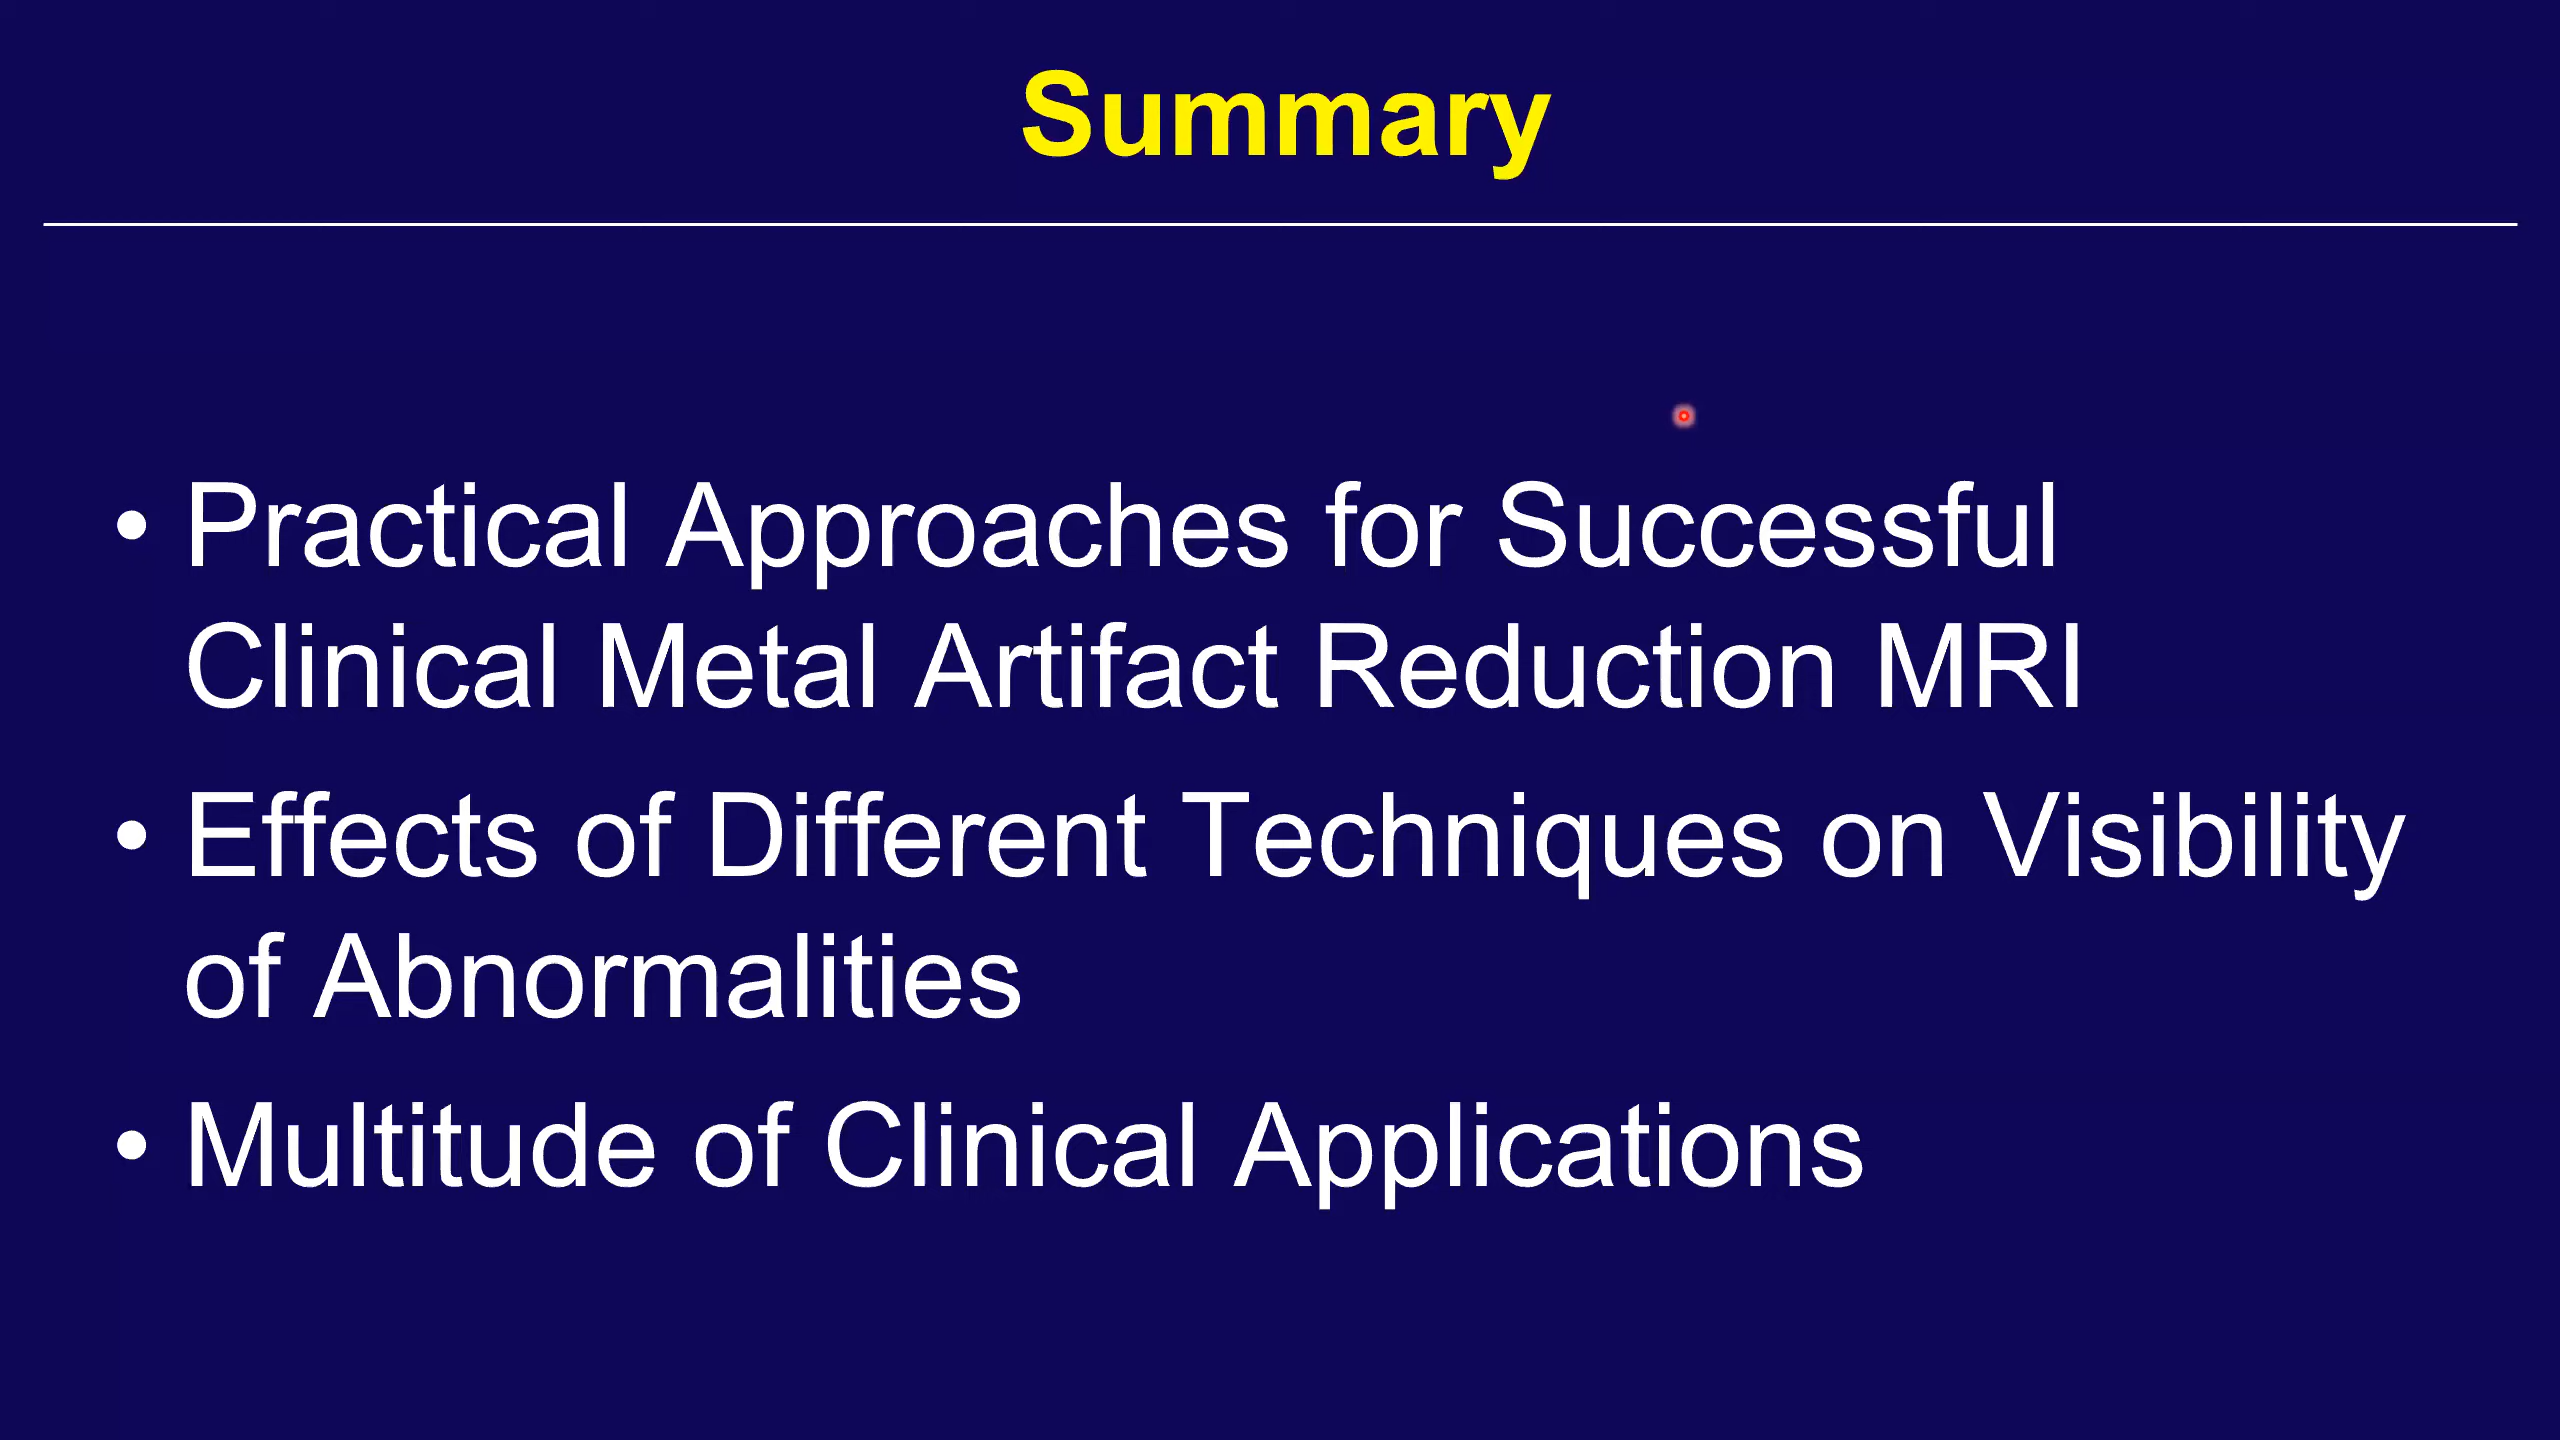 Summary
• Practical Approaches for Successful
Clinical Metal Artifact Reduction MRI
• Effects of Different Techniques on Visibility
of Abnormalities
• Multitude of Clinical Applications